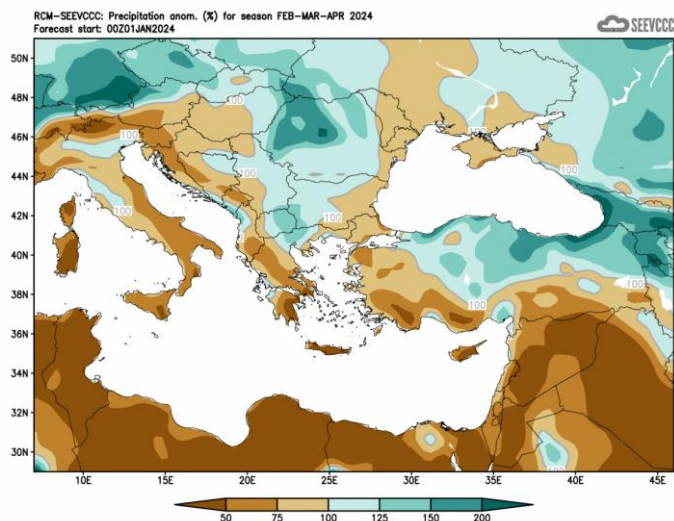 RCM-SEEVCCC: Precipitation anom. (%) for season FEB-MAR-APR 2024
Forecast start: 00Z01JAN2024
SEEVCCC
50N
48N
46N
44N
42N
40N
38N
36N
34N
32N
30N
100
100
100
100
100
100
100
100
100
10E
15E
20E
25E
30E
35E
40E
45E
50
75
100
125
150
200